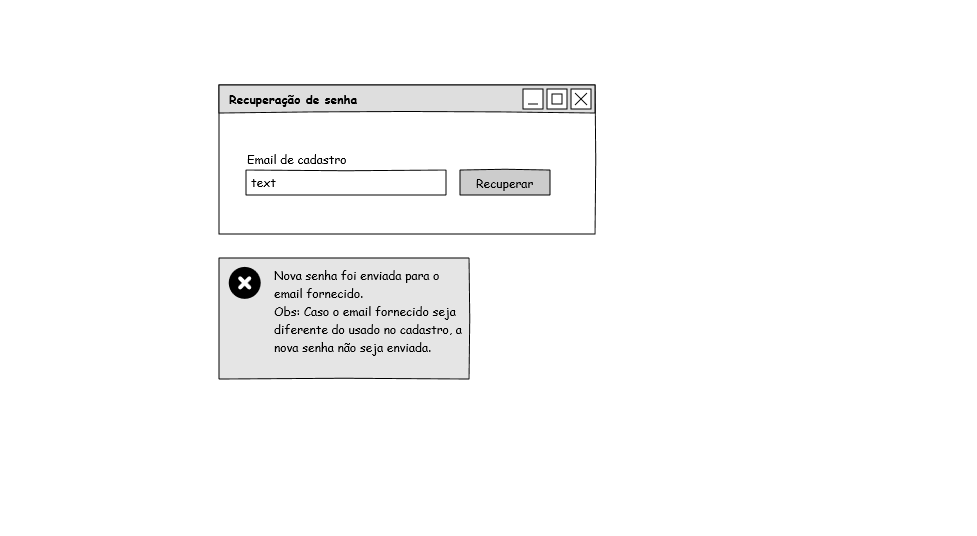 Recuperação de senha
Email de cadastro
text
Recuperar
Nova senha foi enviada para o
email fornecido.
Obs: Caso o email fornecido seja
diferente do usado no cadastro, a
nova senha não seja enviada.